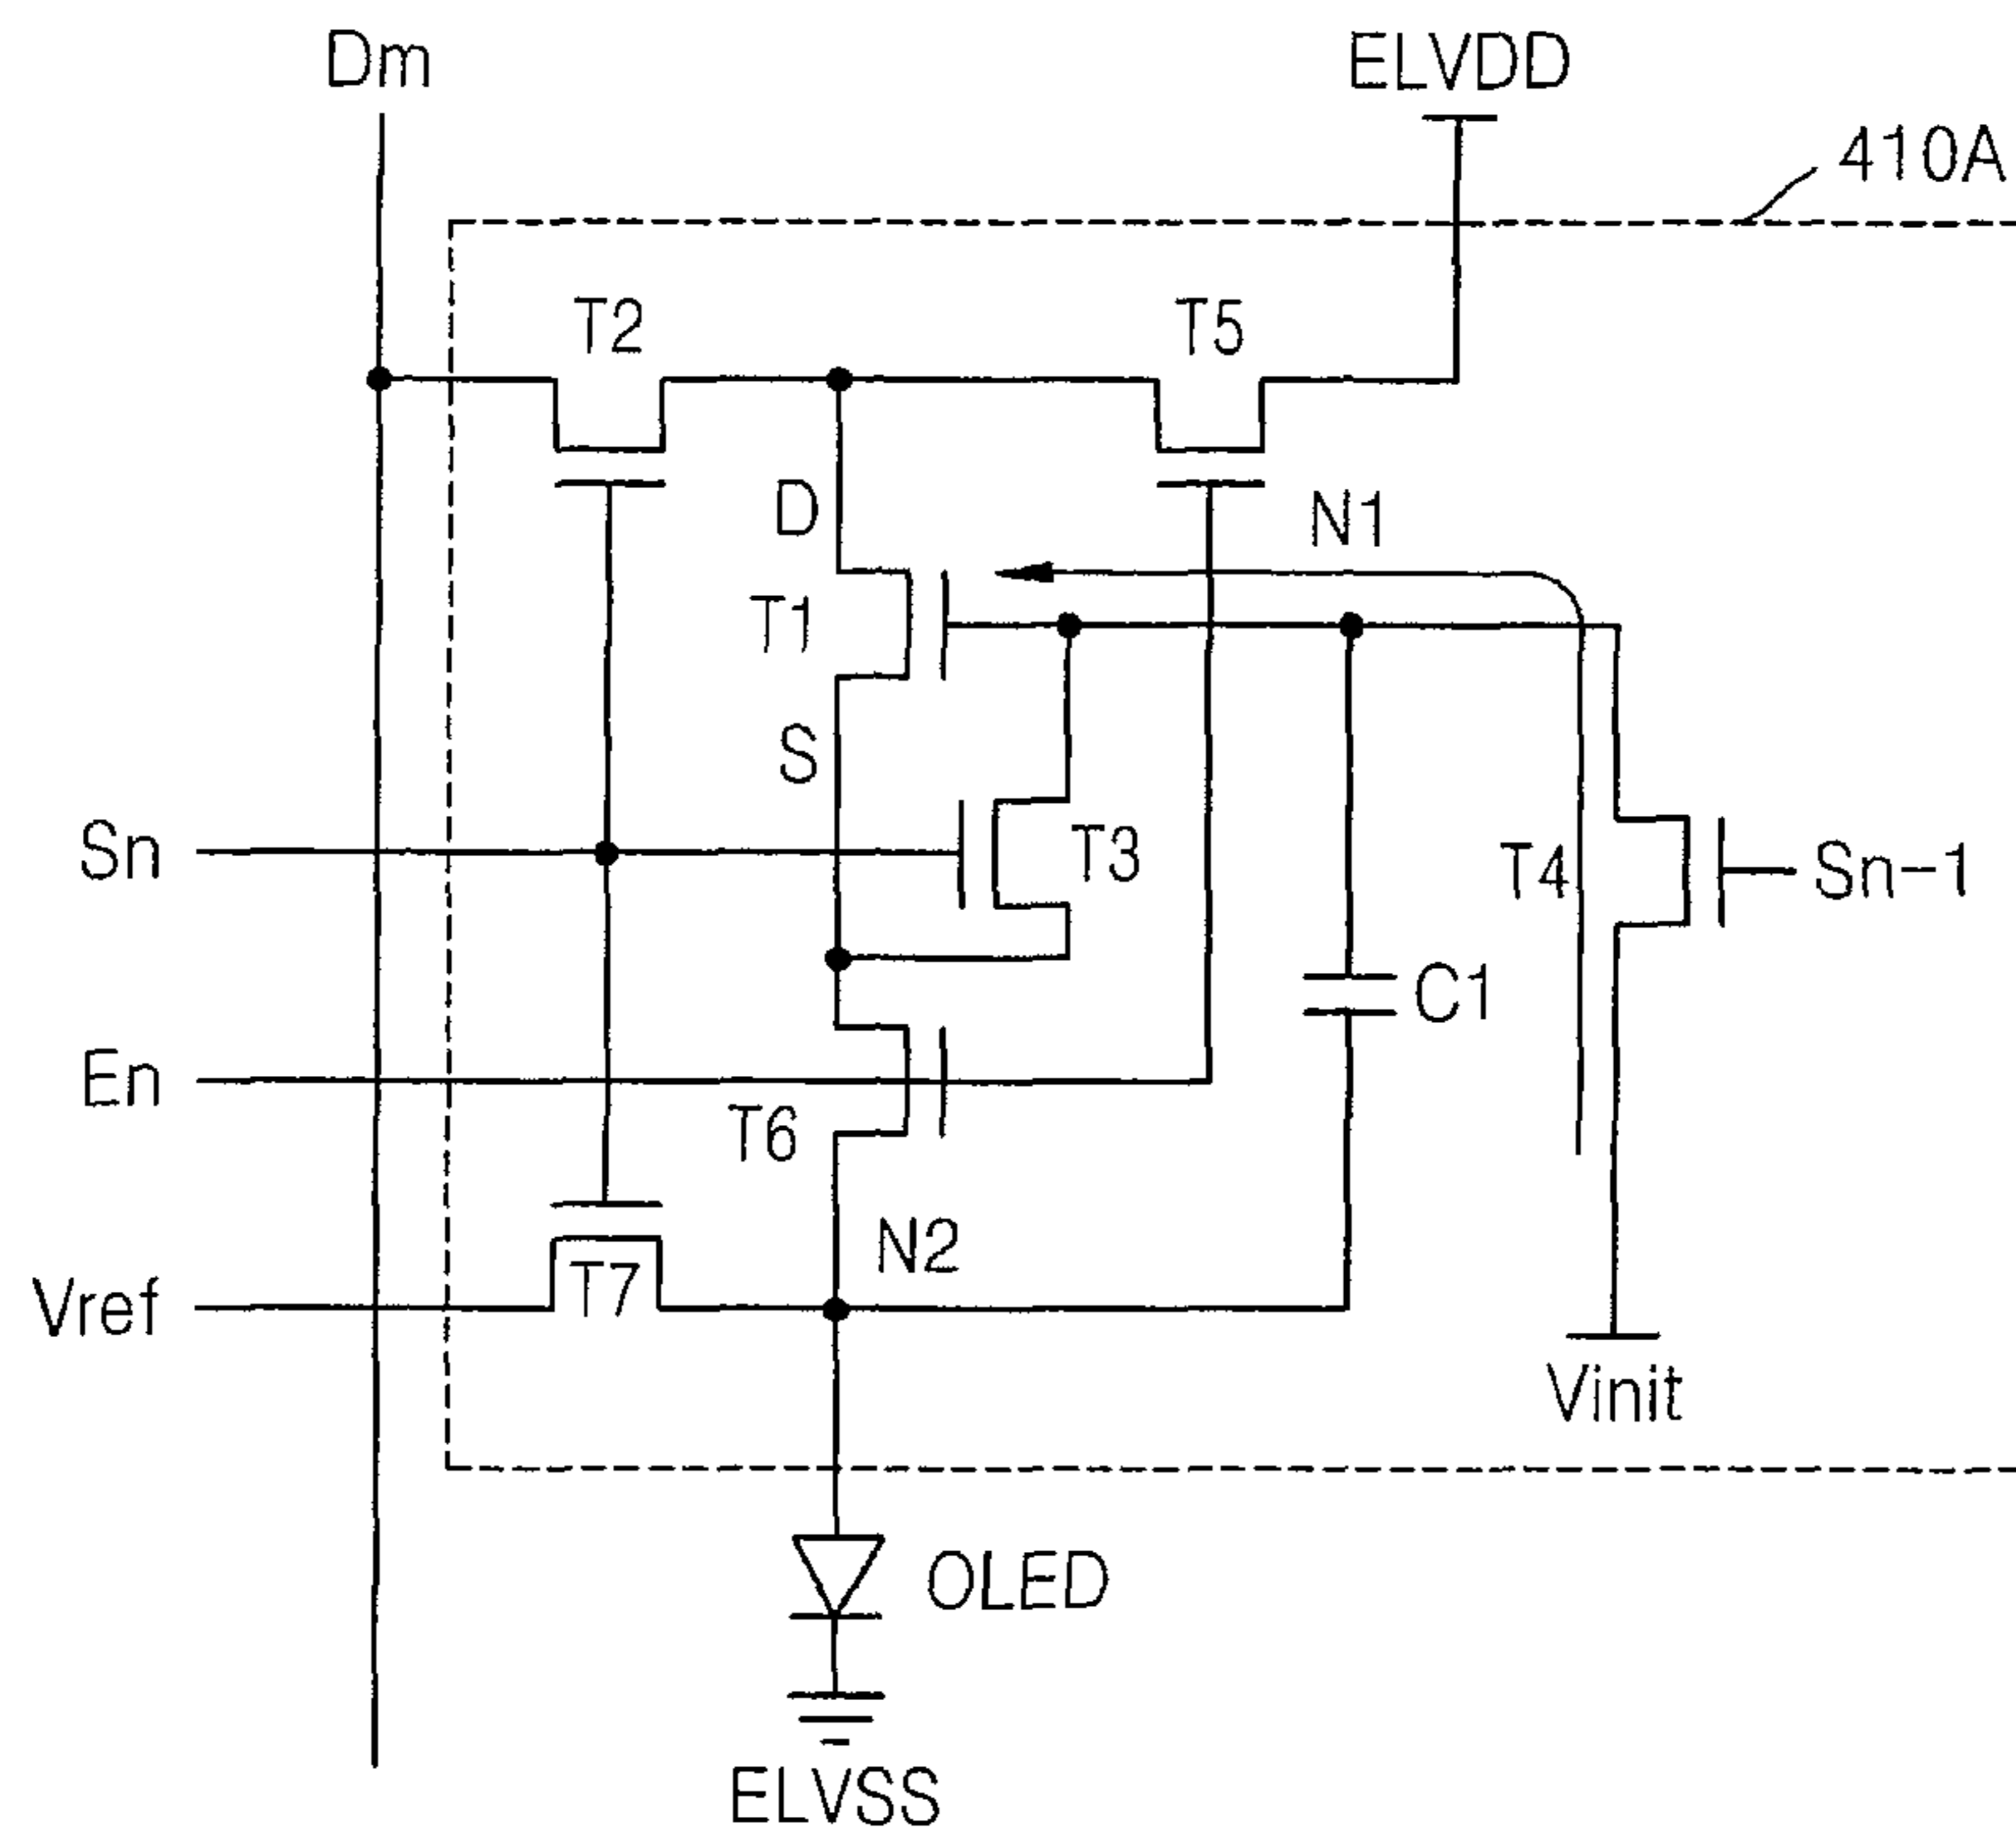 Dm
ELVDD
410A
T2
T5
D
N1
T1
S
Sn
T3
T4
Sn-1
C1
En
T6
N2
T7
Vref
Vinit
OLED
ELVSS